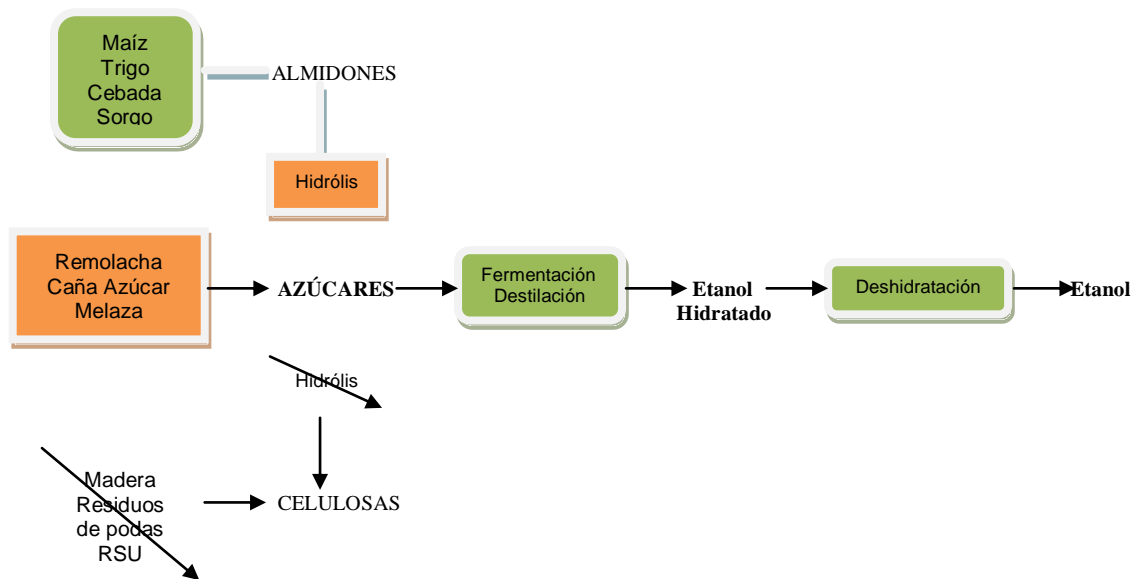 Maíz
Trigo
Cebada
Sorgo
ALMIDONES
Hidrólis
Remolacha
Caña Azúcar
Melaza
AZÚCARES
Fermentación
Destilación
Etanol
Hidratado
Deshidratación
Etanol
Hidrólis
Madera
Residuos
de podas
RSU
CELULOSAS